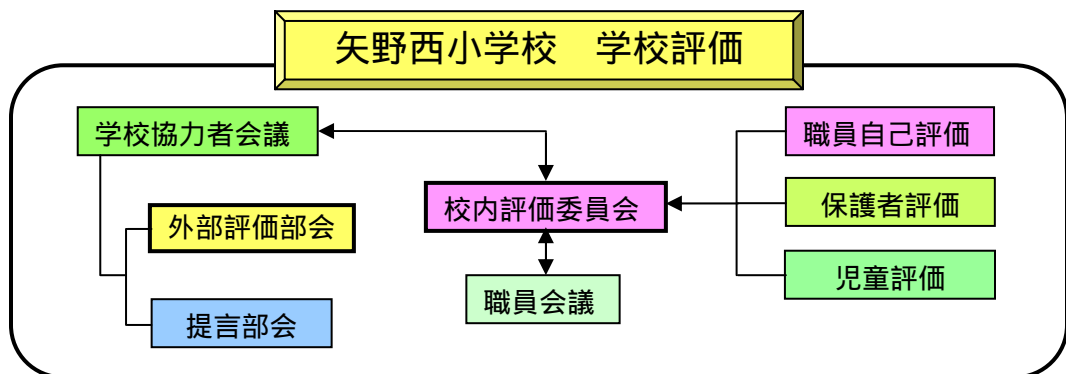 矢野西小学校　学校評価
学校協力者会議
職員自己評価
校内評価委員会
保護者評価
外部評価部会
児童評価
職員会議
提言部会